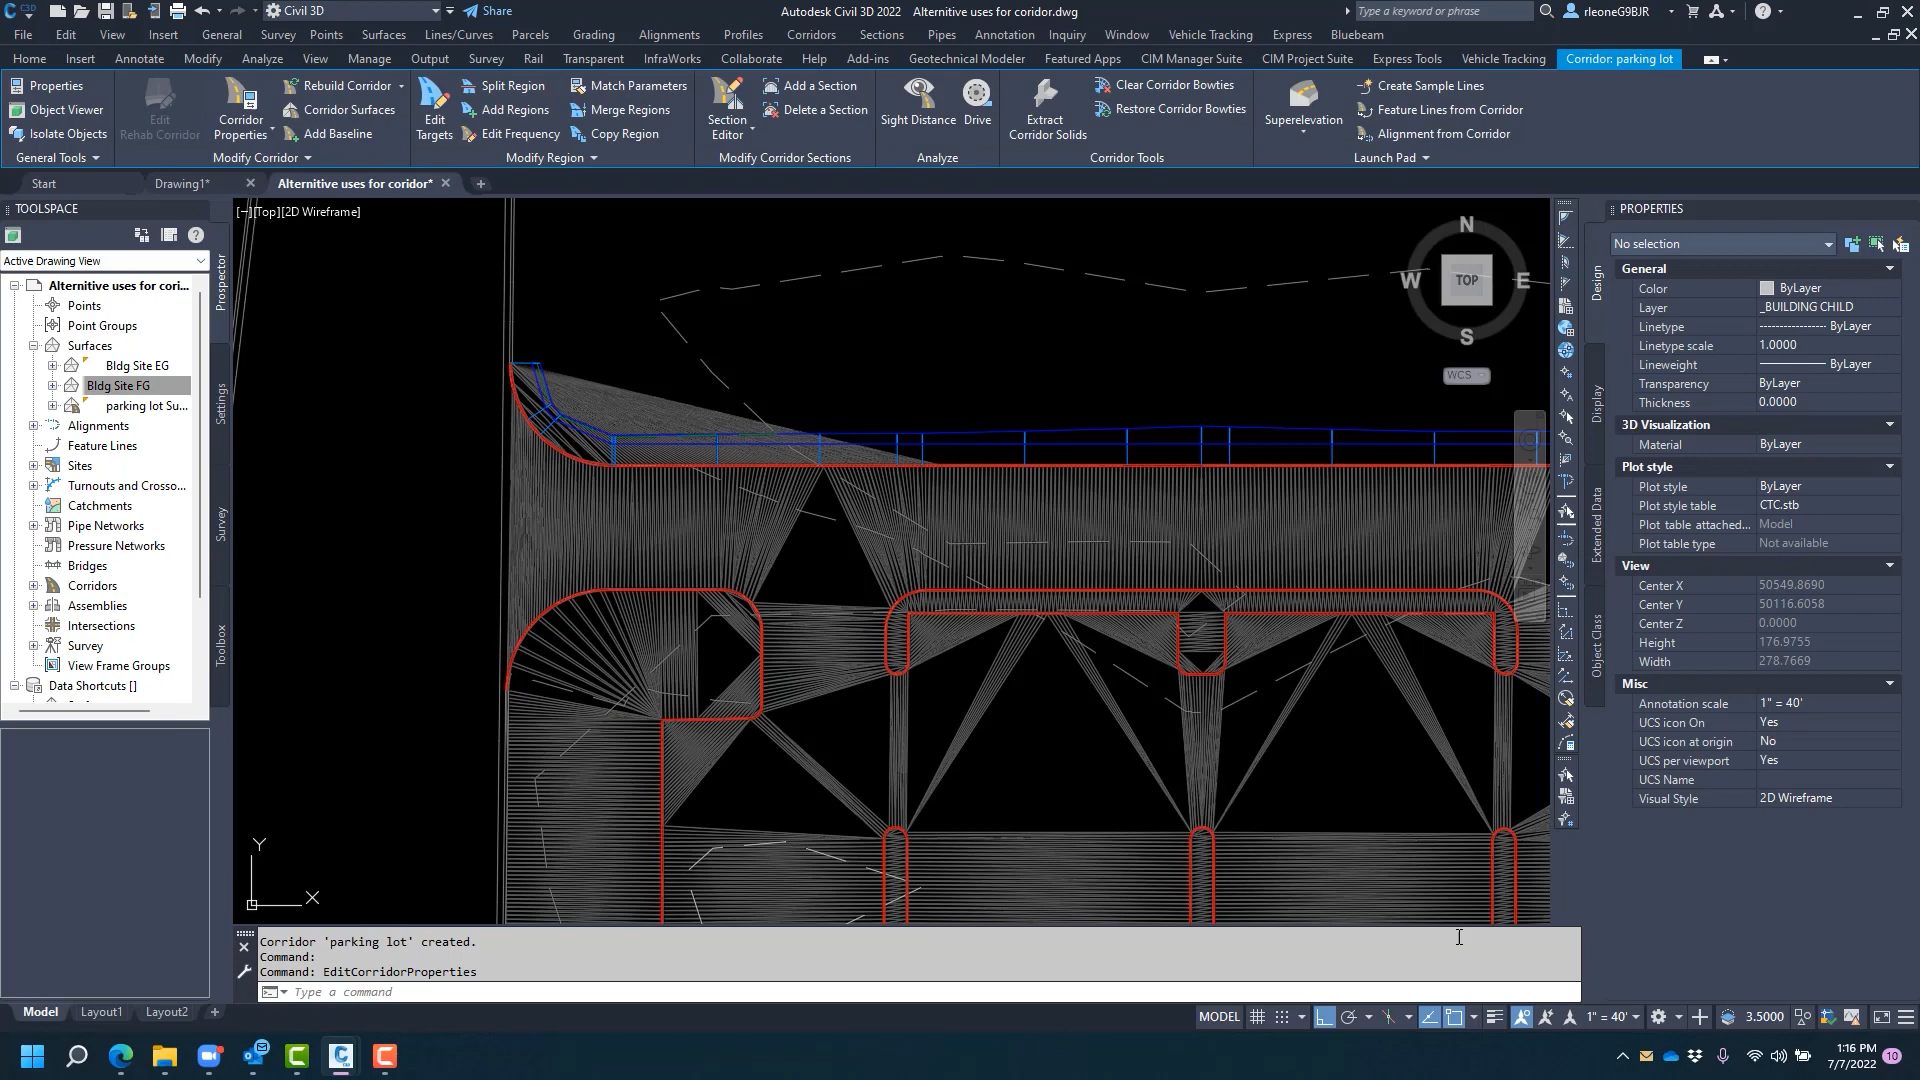 C3D
Civil 3D
Share
Autodesk Civil 3D 2022
Alternitive uses for coridor.dwg
Type a keyword or phrase
rleoneG9BJR
File Edit View Insert General Survey Points Surfaces Lines/Curves Parcels Grading Alignments Profiles Corridors Sections Pipes Annotation Inquiry Window Vehicle Tracking Express Bluebeam
Home Insert Annotate Modify Analyze View Manage Output Survey Rail Transparent InfraWorks Collaborate Help Add-ins Geotechnical Modeler Featured Apps CIM Manager Suite CIM Project Suite Express Tools Vehicle Tracking Corridor: parking lot
Properties
Object Viewer
Isolate Objects
General Tools
Edit
Rehab Corridor
Corridor
Properties
Rebuild Corridor
Corridor Surfaces
Add Baseline
Modify Corridor
Edit
Targets
Split Region
Add Regions
Edit Frequency
Match Parameters
Merge Regions
Copy Region
Modify Region
Section
Editor
Add a Section
Delete a Section
Modify Corridor Sections
Sight Distance
Drive
Analyze
Extract
Corridor Solids
Clear Corridor Bowties
Restore Corridor Bowties
Corridor Tools
Superelevation
Create Sample Lines
Feature Lines from Corridor
Alignment from Corridor
Launch Pad
Start
Drawing1*
Alternitive uses for coridor*
TOOLSPACE
Active Drawing View
Alternitive uses for cori...
Points
Point Groups
Surfaces
Bldg Site EG
Bldg Site FG
parking lot Su...
Alignments
Feature Lines
Sites
Turnouts and Crosso...
Catchments
Pipe Networks
Pressure Networks
Bridges
Corridors
Assemblies
Intersections
Survey
View Frame Groups
Data Shortcuts []
Prospector
Settings
Survey
Toolbox
[−][Top][2D Wireframe]
N
W
TOP
E
S
WCS
Y
X
PROPERTIES
No selection
Design
Display
Extended Data
Object Class
General
Color ByLayer
Layer _BUILDING CHILD
Linetype ByLayer
Linetype scale 1.0000
Lineweight ByLayer
Transparency ByLayer
Thickness 0.0000
3D Visualization
Material ByLayer
Plot style
Plot style ByLayer
Plot style table CTC.stb
Plot table attached... Model
Plot table type Not available
View
Center X 50549.8690
Center Y 50116.6058
Center Z 0.0000
Height 176.9755
Width 278.7669
Misc
Annotation scale 1" = 40'
UCS icon On Yes
UCS icon at origin No
UCS per viewport Yes
UCS Name
Visual Style 2D Wireframe
Corridor 'parking lot' created.
Command:
Command: EditCorridorProperties
Type a command
Model Layout1 Layout2
MODEL 1" = 40' 3.5000
1:16 PM
7/7/2022
10